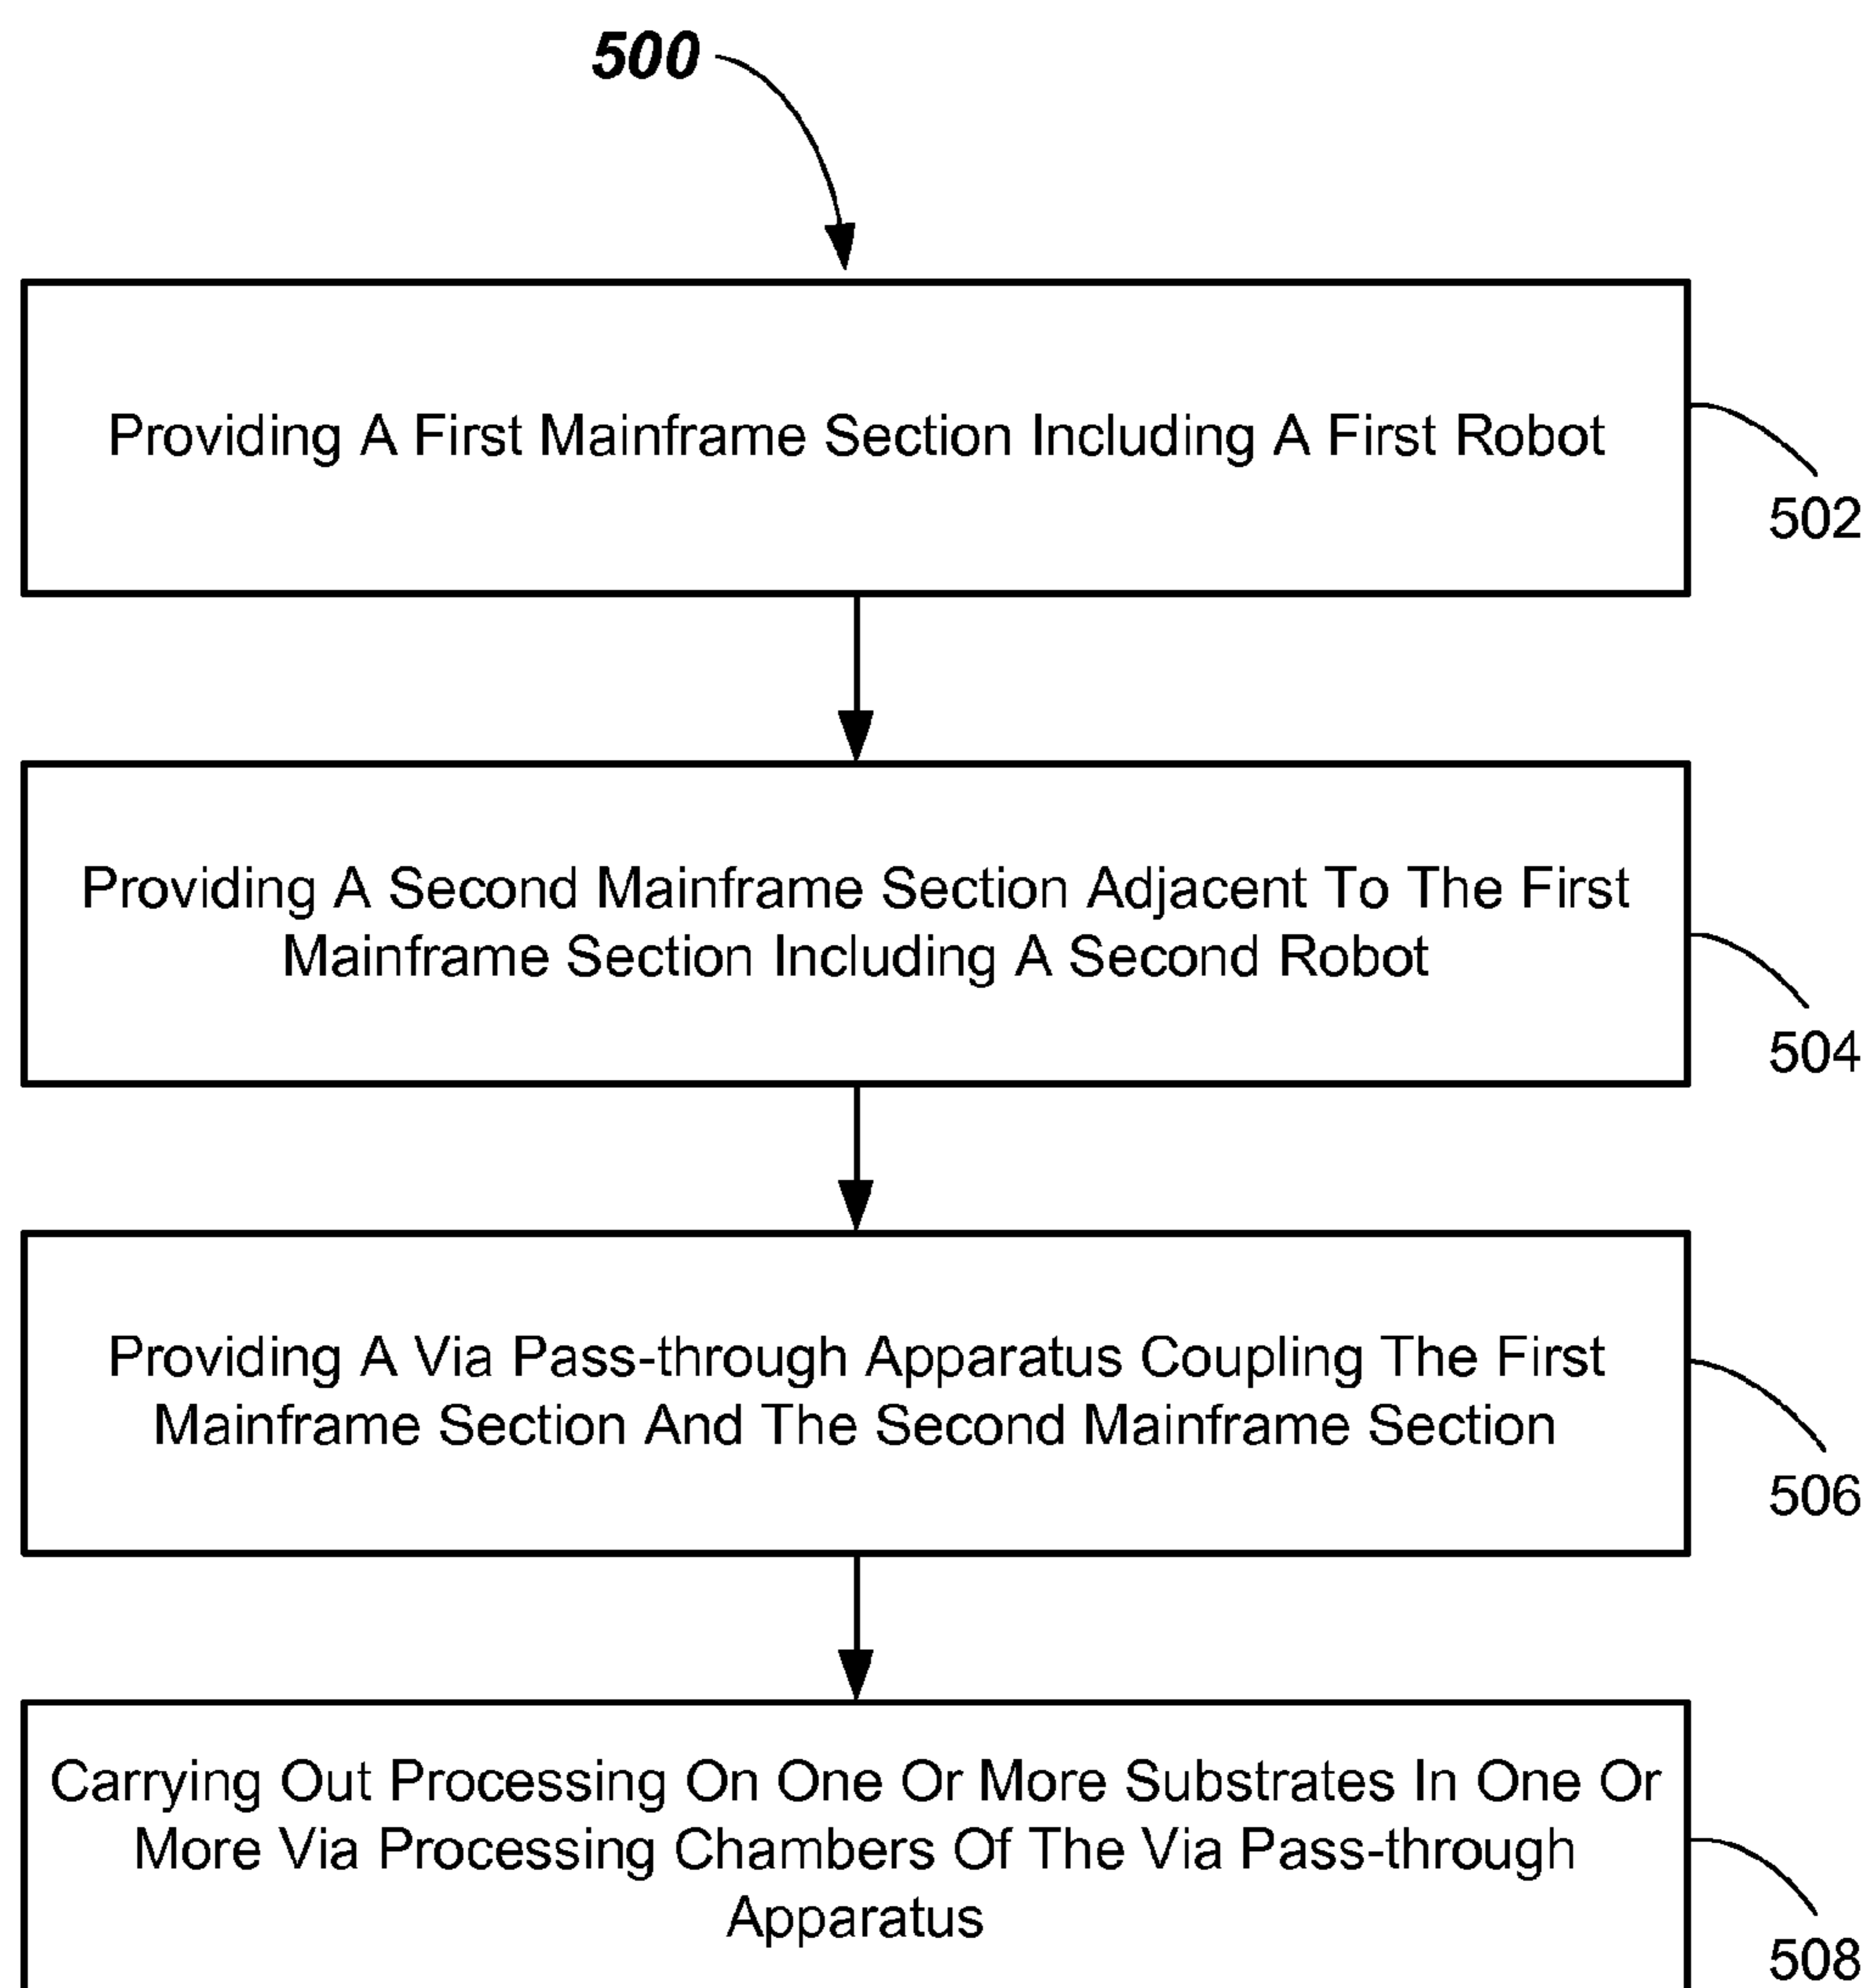 500
Providing A First Mainframe Section Including A First Robot
502
Providing A Second Mainframe Section Adjacent To The First
Mainframe Section Including A Second Robot
504
Providing A Via Pass-through Apparatus Coupling The First
Mainframe Section And The Second Mainframe Section
506
Carrying Out Processing On One Or More Substrates In One Or
More Via Processing Chambers Of The Via Pass-through
Apparatus
508